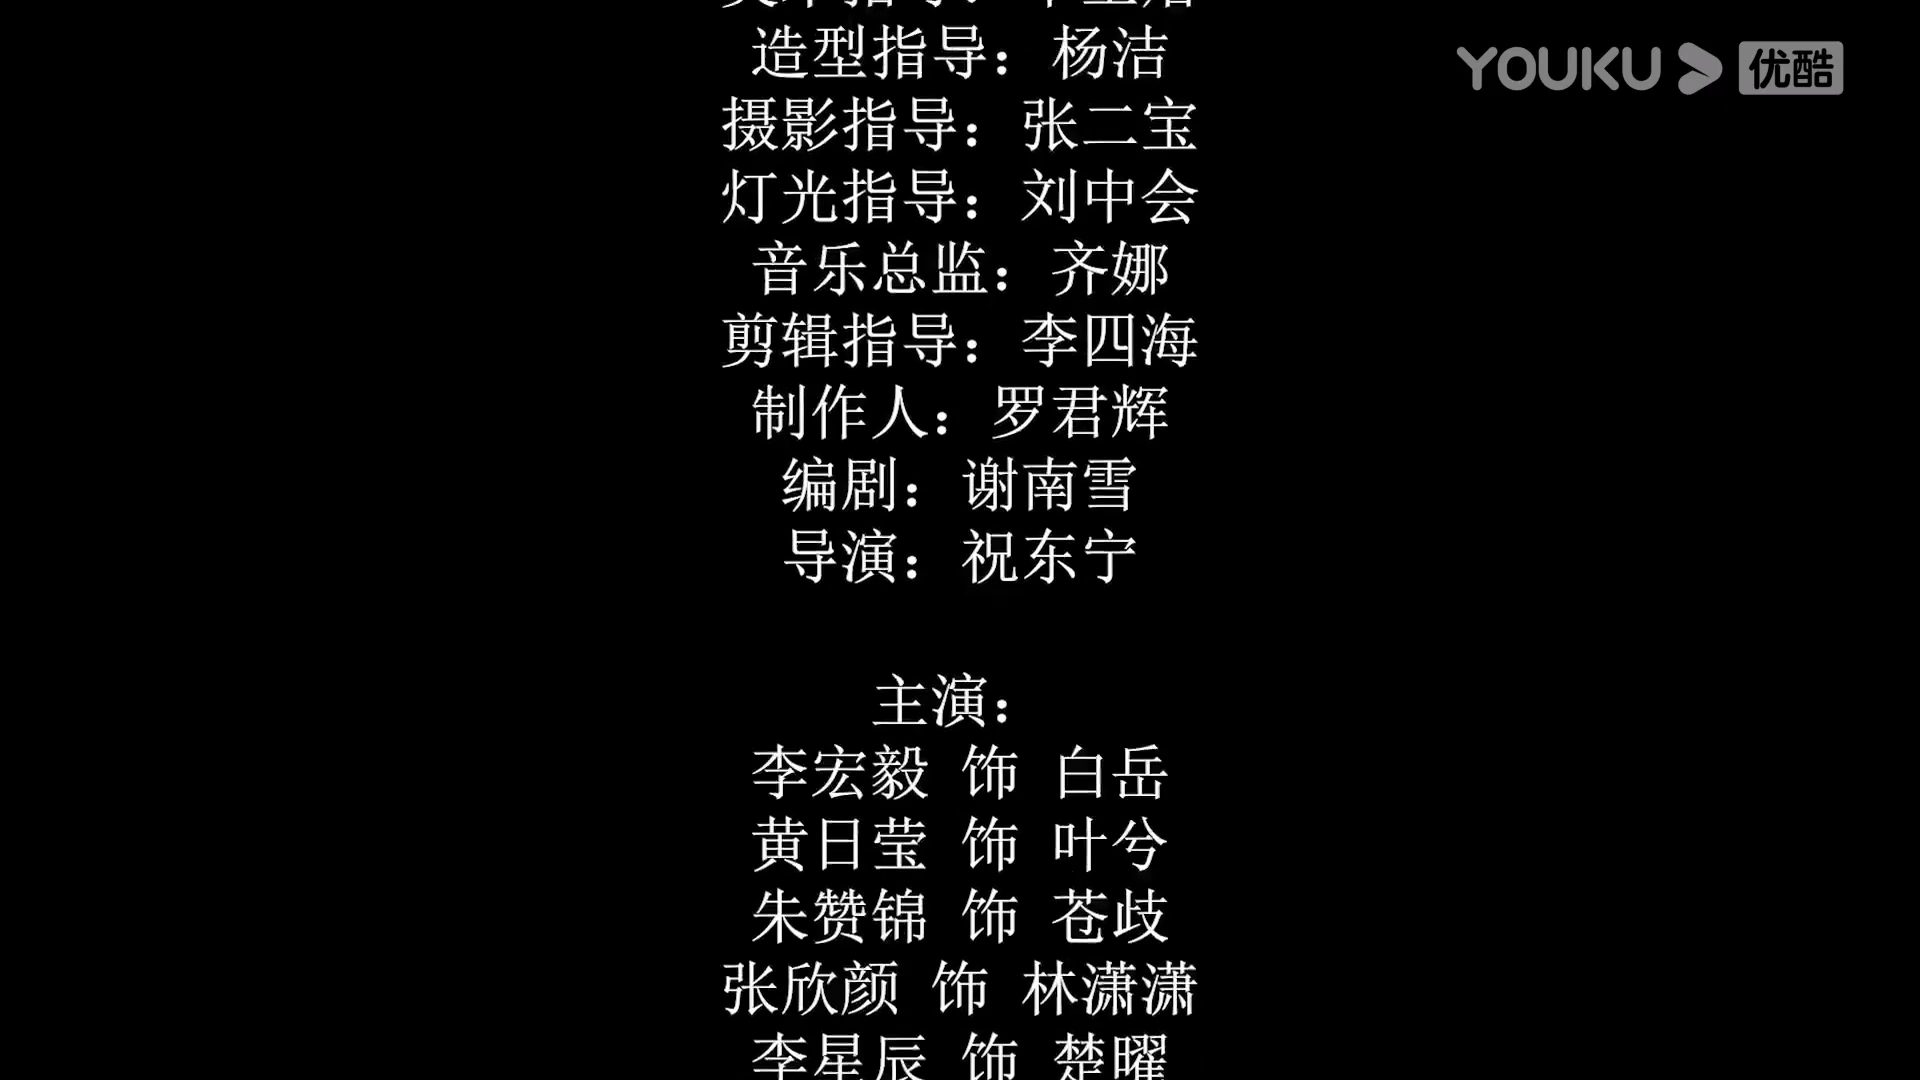 造型指导：杨洁
YOUKU 优酷
摄影指导：张二宝
灯光指导：刘中会
音乐总监：齐娜
剪辑指导：李四海
制作人：罗君辉
编剧：谢南雪
导演：祝东宁
主演：
李宏毅 饰 白岳
黄日莹 饰 叶兮
朱赞锦 饰 苍歧
张欣颜 饰 林潇潇
李星辰 饰 楚曜